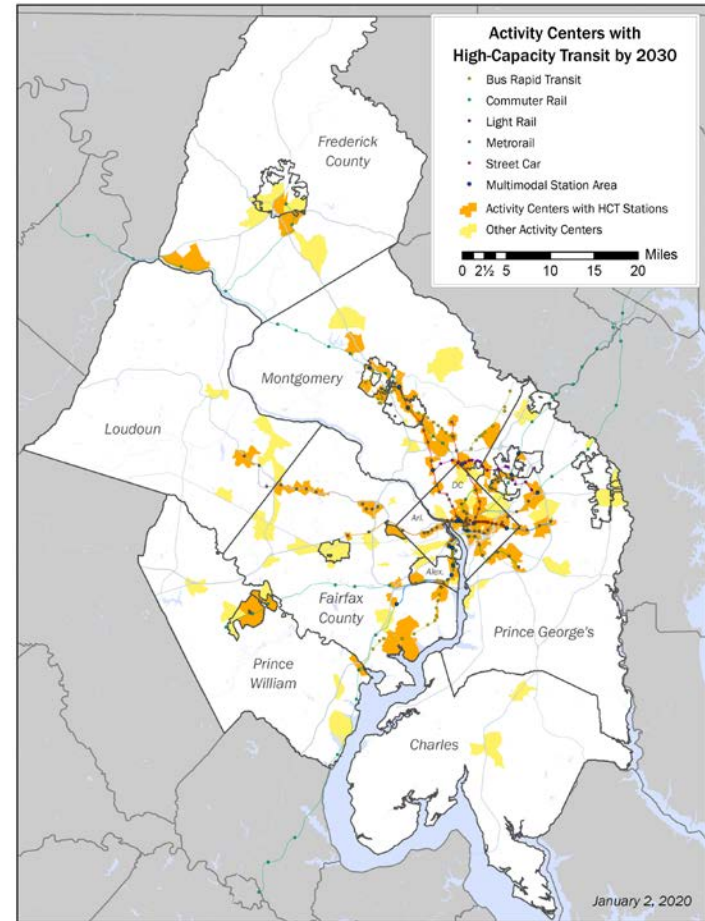 Activity Centers with
High-Capacity Transit by 2030
Bus Rapid Transit
Commuter Rail
Light Rail
Metrorail
Street Car
Multimodal Station Area
Activity Centers with HCT Stations
Other Activity Centers
Miles
0 2½ 5 10 15 20
Frederick
County
Montgomery
Loudoun
DC
Arl.
Alex.
Fairfax
County
Prince George's
Prince
William
Charles
January 2, 2020